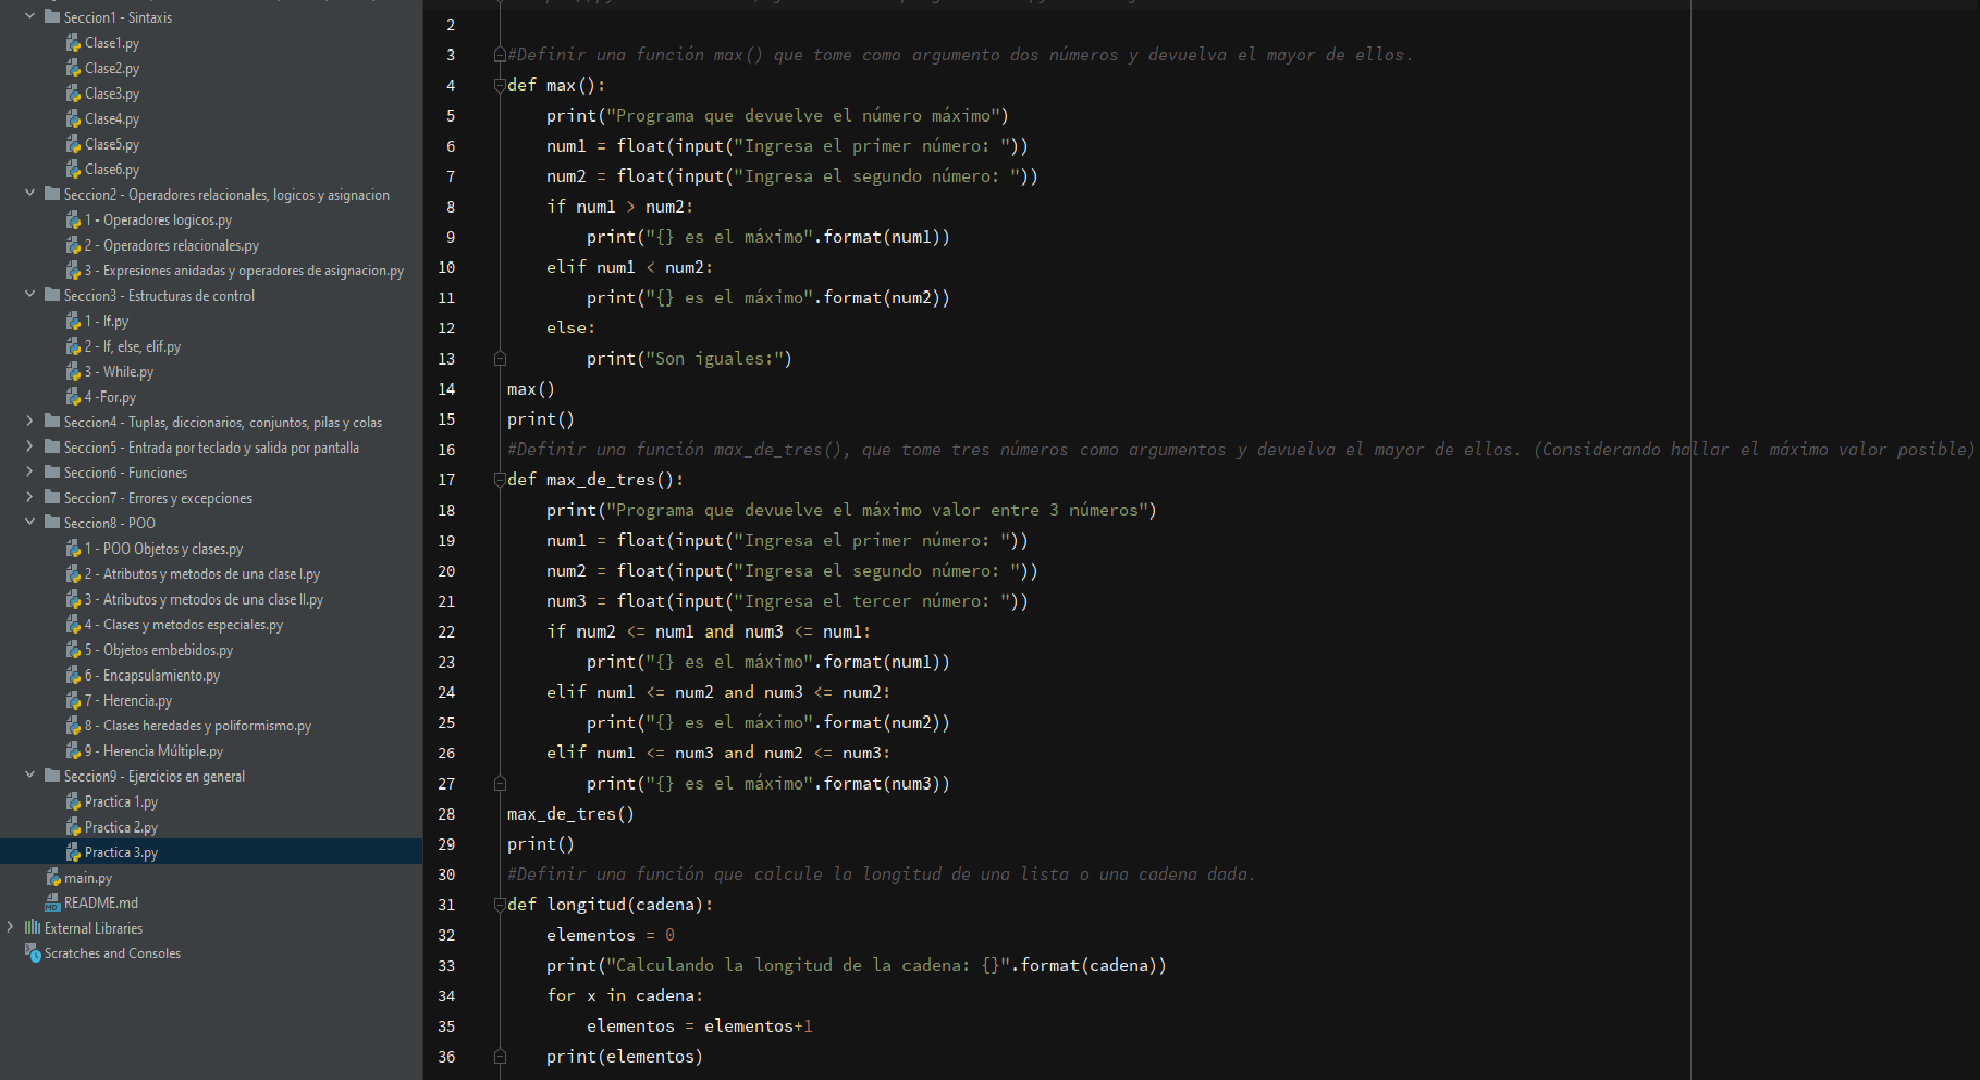 Seccion1 - Sintaxis
Clase1.py
Clase2.py
Clase3.py
Clase4.py
Clase5.py
Clase6.py
Seccion2 - Operadores relacionales, logicos y asignacion
1 - Operadores logicos.py
2 - Operadores relacionales.py
3 - Expresiones anidadas y operadores de asignacion.py
Seccion3 - Estructuras de control
1 - If.py
2 - If, else, elif.py
3 - While.py
4 -For.py
Seccion4 - Tuplas, diccionarios, conjuntos, pilas y colas
Seccion5 - Entrada por teclado y salida por pantalla
Seccion6 - Funciones
Seccion7 - Errores y excepciones
Seccion8 - POO
1 - POO Objetos y clases.py
2 - Atributos y metodos de una clase I.py
3 - Atributos y metodos de una clase II.py
4 - Clases y metodos especiales.py
5 - Objetos embebidos.py
6 - Encapsulamiento.py
7 - Herencia.py
8 - Clases heredades y poliformismo.py
9 - Herencia Múltiple.py
Seccion9 - Ejercicios en general
Practica 1.py
Practica 2.py
Practica 3.py
main.py
README.md
External Libraries
Scratches and Consoles
2
3 #Definir una función max() que tome como argumento dos números y devuelva el mayor de ellos.
4 def max():
5     print("Programa que devuelve el número máximo")
6     num1 = float(input("Ingresa el primer número: "))
7     num2 = float(input("Ingresa el segundo número: "))
8     if num1 > num2:
9         print("{} es el máximo".format(num1))
10     elif num1 < num2:
11         print("{} es el máximo".format(num2))
12     else:
13         print("Son iguales:")
14 max()
15 print()
16 #Definir una función max_de_tres(), que tome tres números como argumentos y devuelva el mayor de ellos. (Considerando hallar el máximo valor posible)
17 def max_de_tres():
18     print("Programa que devuelve el máximo valor entre 3 números")
19     num1 = float(input("Ingresa el primer número: "))
20     num2 = float(input("Ingresa el segundo número: "))
21     num3 = float(input("Ingresa el tercer número: "))
22     if num2 <= num1 and num3 <= num1:
23         print("{} es el máximo".format(num1))
24     elif num1 <= num2 and num3 <= num2:
25         print("{} es el máximo".format(num2))
26     elif num1 <= num3 and num2 <= num3:
27         print("{} es el máximo".format(num3))
28 max_de_tres()
29 print()
30 #Definir una función que calcule la longitud de una lista o una cadena dada.
31 def longitud(cadena):
32     elementos = 0
33     print("Calculando la longitud de la cadena: {}".format(cadena))
34     for x in cadena:
35         elementos = elementos+1
36     print(elementos)